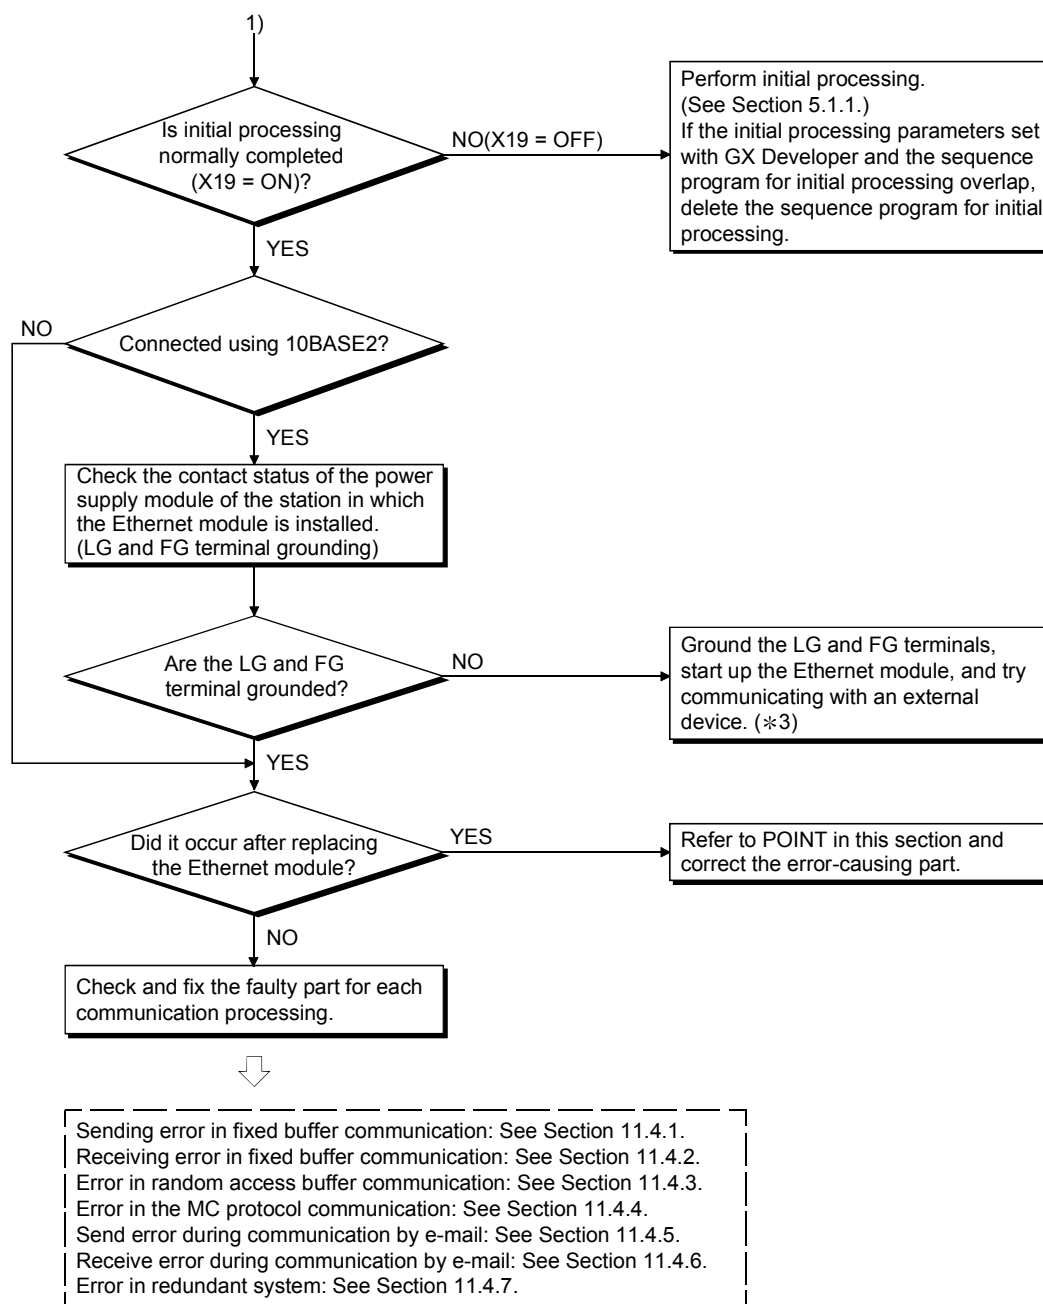 1)
Is initial processing
normally completed
(X19 = ON)?
NO(X19 = OFF)
Perform initial processing.
(See Section 5.1.1.)
If the initial processing parameters set
with GX Developer and the sequence
program for initial processing overlap,
delete the sequence program for initial
processing.
YES
NO
Connected using 10BASE2?
YES
Check the contact status of the power
supply module of the station in which
the Ethernet module is installed.
(LG and FG terminal grounding)
Are the LG and FG
terminal grounded?
NO
Ground the LG and FG terminals,
start up the Ethernet module, and try
communicating with an external
device. (*3)
YES
Did it occur after replacing
the Ethernet module?
YES
Refer to POINT in this section and
correct the error-causing part.
NO
Check and fix the faulty part for each
communication processing.
Sending error in fixed buffer communication: See Section 11.4.1.
Receiving error in fixed buffer communication: See Section 11.4.2.
Error in random access buffer communication: See Section 11.4.3.
Error in the MC protocol communication: See Section 11.4.4.
Send error during communication by e-mail: See Section 11.4.5.
Receive error during communication by e-mail: See Section 11.4.6.
Error in redundant system: See Section 11.4.7.